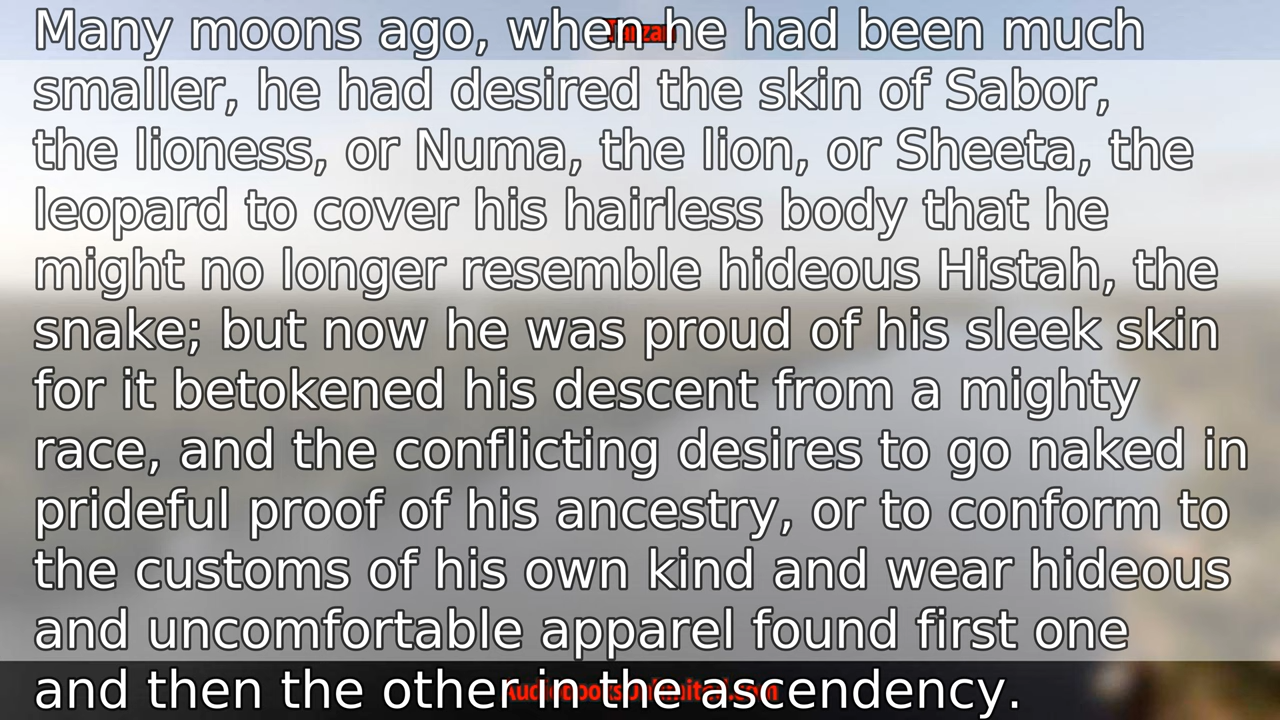 Tarzan
Many moons ago, when he had been much
smaller, he had desired the skin of Sabor,
the lioness, or Numa, the lion, or Sheeta, the
leopard to cover his hairless body that he
might no longer resemble hideous Histah, the
snake; but now he was proud of his sleek skin
for it betokened his descent from a mighty
race, and the conflicting desires to go naked in
prideful proof of his ancestry, or to conform to
the customs of his own kind and wear hideous
and uncomfortable apparel found first one
and then the other in the ascendency.
AudiobooksUnlimited.com